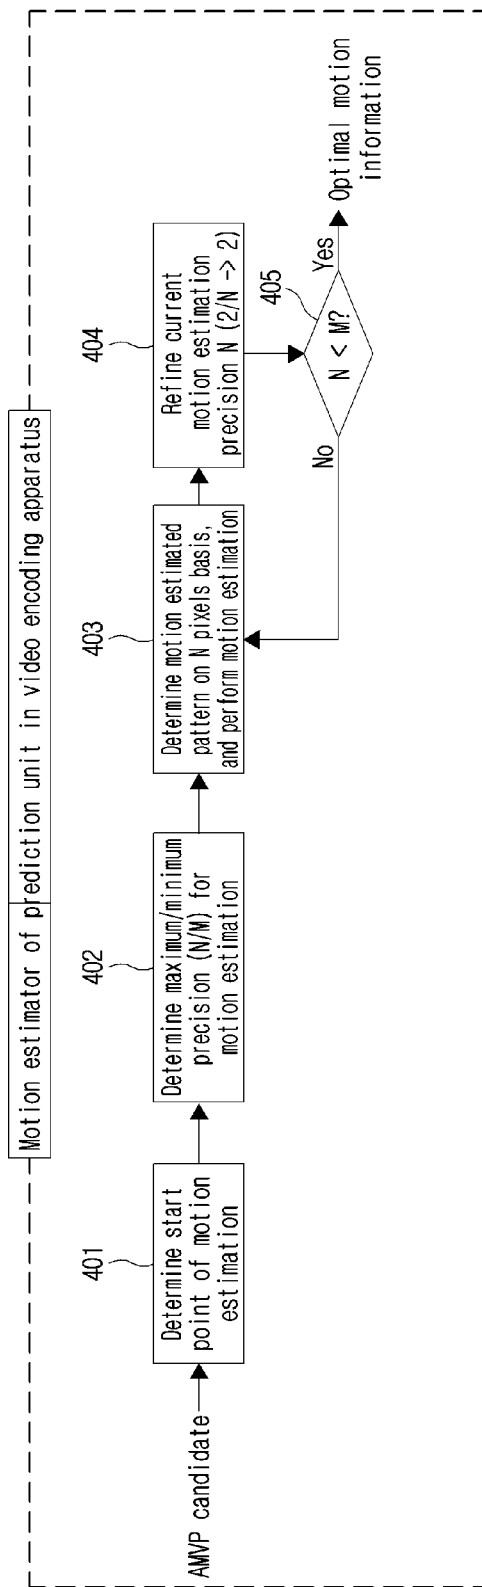 Motion estimator of prediction unit in video encoding apparatus
AMVP candidate
401
Determine start
point of motion
estimation
402
Determine maximum/minimum
precision (N/M) for
motion estimation
403
Determine motion estimated
pattern on N pixels basis,
and perform motion estimation
404
Refine current
motion estimation
precision N (2/N -> 2)
405
N < M?
No
Yes
Optimal motion
information